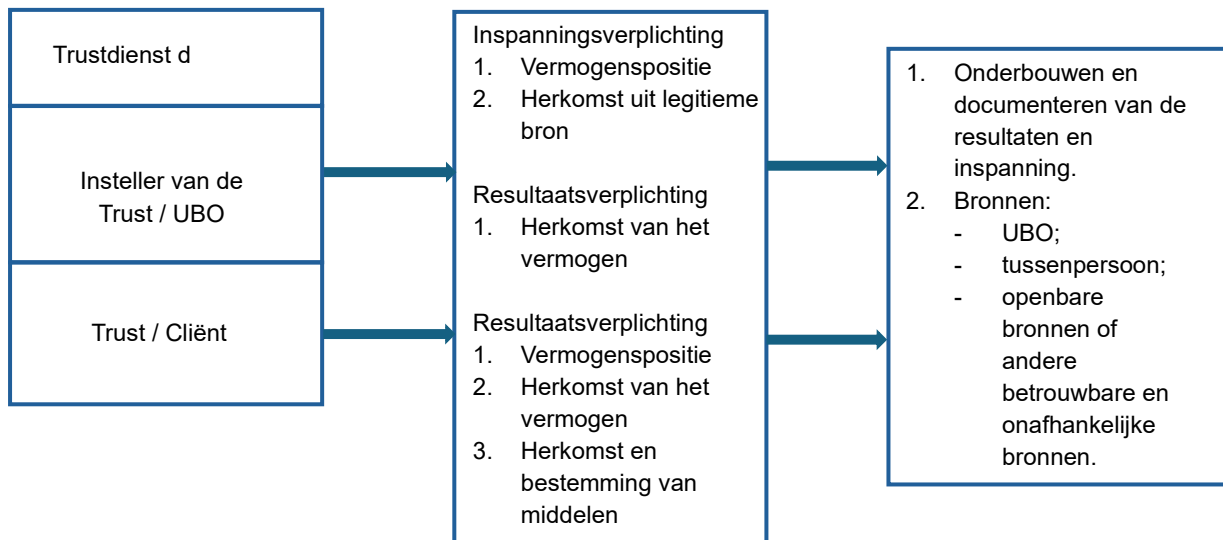 Trustdienst d
Insteller van de
Trust / UBO
Trust / Cliënt
Inspanningsverplichting
1. Vermogenspositie
2. Herkomst uit legitieme
bron
Resultaatsverplichting
1. Herkomst van het
vermogen
Resultaatsverplichting
1. Vermogenspositie
2. Herkomst van het
vermogen
3. Herkomst en
bestemming van
middelen
1. Onderbouwen en
documenteren van de
resultaten en
inspanning.
2. Bronnen:
- UBO;
- tussenpersoon;
- openbare
bronnen of
andere
betrouwbare en
onafhankelijke
bronnen.